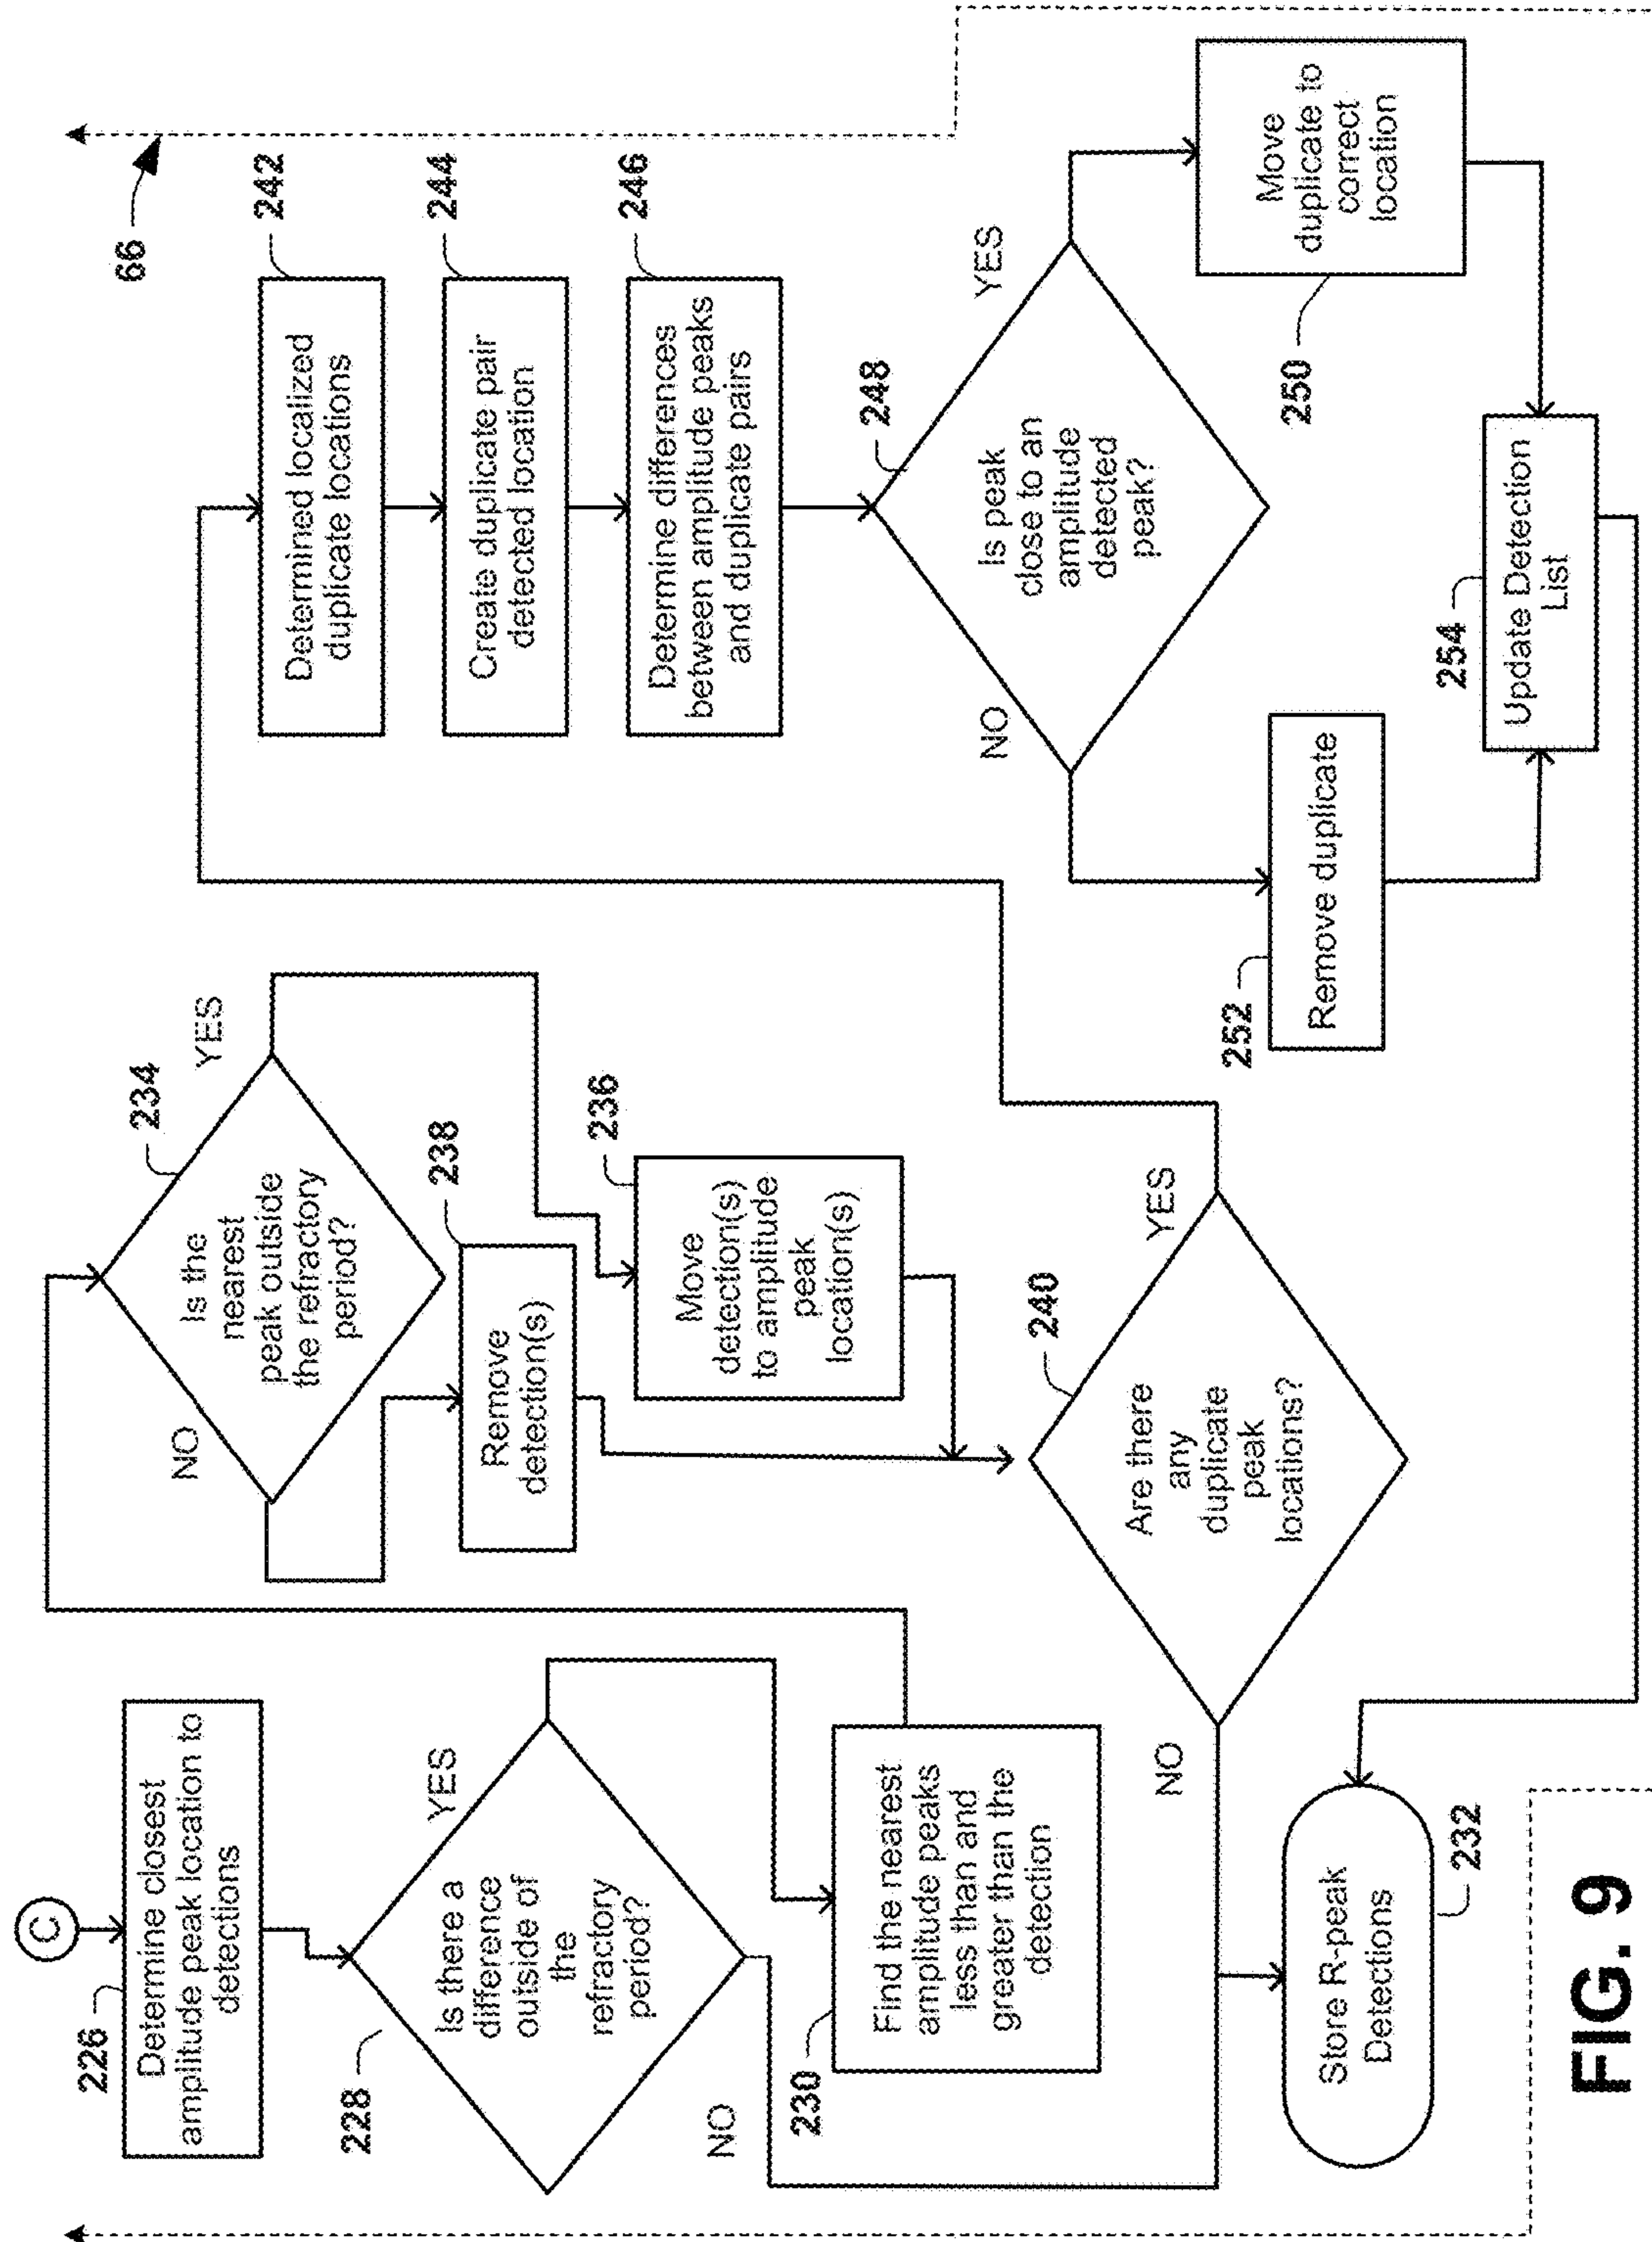 C
226
Determine closest
amplitude peak location to
detections
228
Is there a
difference
outside of
the
refractory
period?
YES
NO
230
Find the nearest
amplitude peaks
less than and
greater than the
detection
234
Is the
nearest
peak outside
the refractory
period?
YES
NO
238
Remove
detection(s)
236
Move
detection(s)
to amplitude
peak
location(s)
240
Are there
any
duplicate
peak
locations?
YES
NO
Store R-peak
Detections
232
66
242
Determined localized
duplicate locations
244
Create duplicate pair
detected location
246
Determine differences
between amplitude peaks
and duplicate pairs
248
Is peak
close to an
amplitude
detected
peak?
YES
NO
250
Move
duplicate to
correct
location
252
Remove duplicate
254
Update Detection
List
FIG. 9